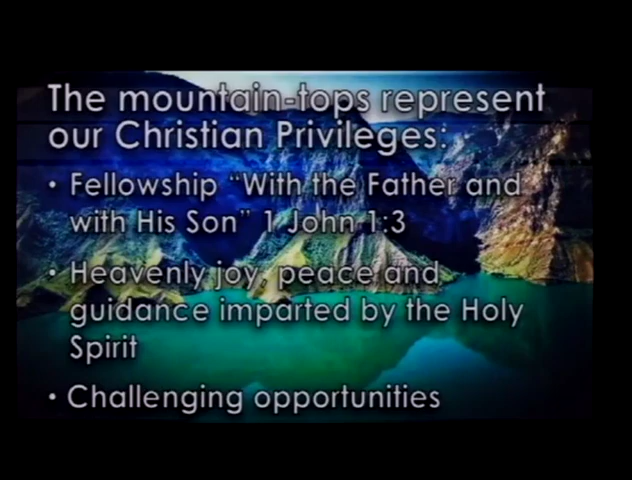 The mountain-tops represent
our Christian Privileges:
• Fellowship “With the Father and
with His Son” 1 John 1:3
• Heavenly joy, peace and
guidance imparted by the Holy
Spirit
• Challenging opportunities